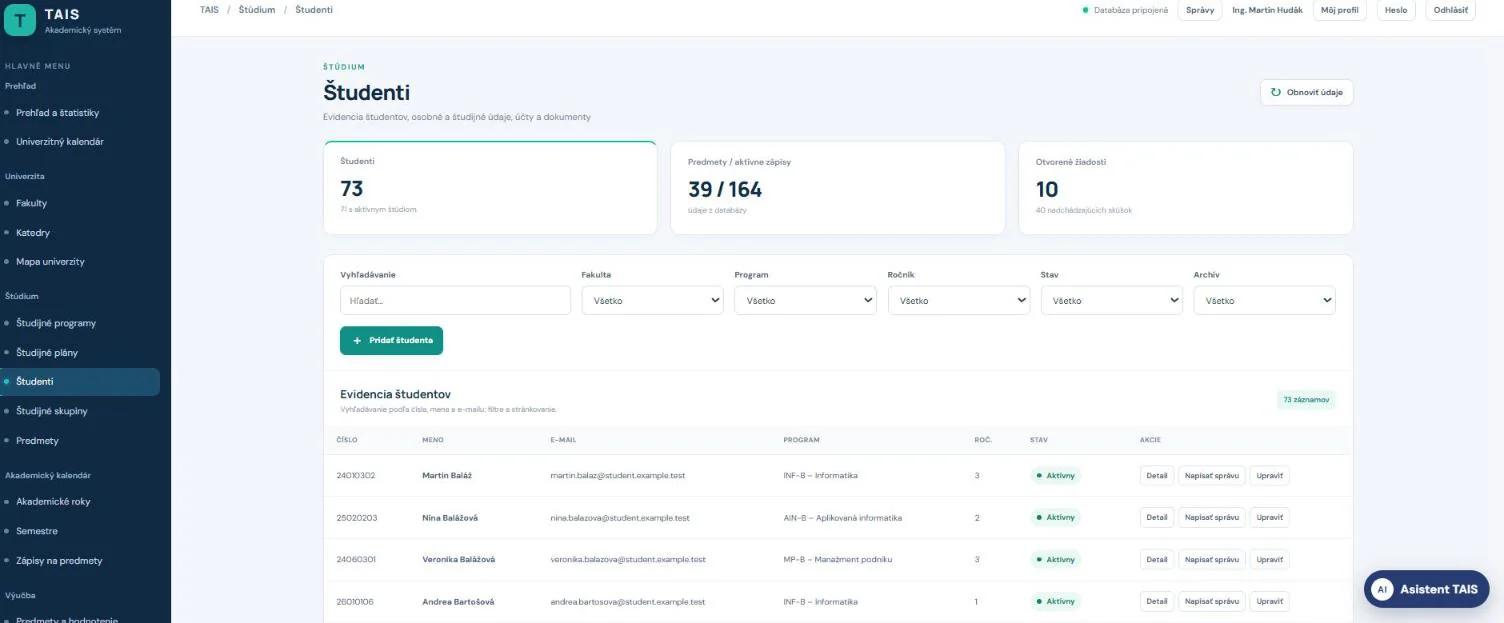 T TAIS
Akademický systém
HLAVNÉ MENU
Prehľad
Prehľad a štatistiky
Univerzitný kalendár
Univerzita
Fakulty
Katedry
Mapa univerzity
Štúdium
Študijné programy
Študijné plány
Študenti
Študijné skupiny
Predmety
Akademický kalendár
Akademické roky
Semestre
Zápisy na predmety
Výučba
Predmety a hodnotenie
TAIS / Štúdium / Študenti
Databáza pripojená Správy Ing. Martin Hudák Môj profil Heslo Odhlásiť
ŠTÚDIUM
Študenti
Evidencia študentov, osobné a študijné údaje, účty a dokumenty
Obnoviť údaje
Študenti
73
71 s aktívnym štúdiom
Predmety / aktívne zápisy
39 / 164
údaje z databázy
Otvorené žiadosti
10
40 nadchádzajúcich skúšok
Vyhľadávanie Fakulta Program Ročník Stav Archív
Hľadať... Všetko Všetko Všetko Všetko Všetko
+ Pridať študenta
Evidencia študentov
Vyhľadávanie podľa čísla, mena a e-mailu; filtre a stránkovanie.
73 záznamov
ČÍSLO MENO E-MAIL PROGRAM ROČ. STAV AKCIE
24010302 Martin Baláž martin.balaz@student.example.test INF-B – Informatika 3 Aktívny Detail Napísať správu Upraviť
25020203 Nina Balážová nina.balazova@student.example.test AIN-B – Aplikovaná informatika 2 Aktívny Detail Napísať správu Upraviť
24060301 Veronika Balážová veronika.balazova@student.example.test MP-B – Manažment podniku 3 Aktívny Detail Napísať správu Upraviť
26010106 Andrea Bartošová andrea.bartosova@student.example.test INF-B – Informatika 1 Aktívny Detail Napísať správu Upraviť
AI Asistent TAIS